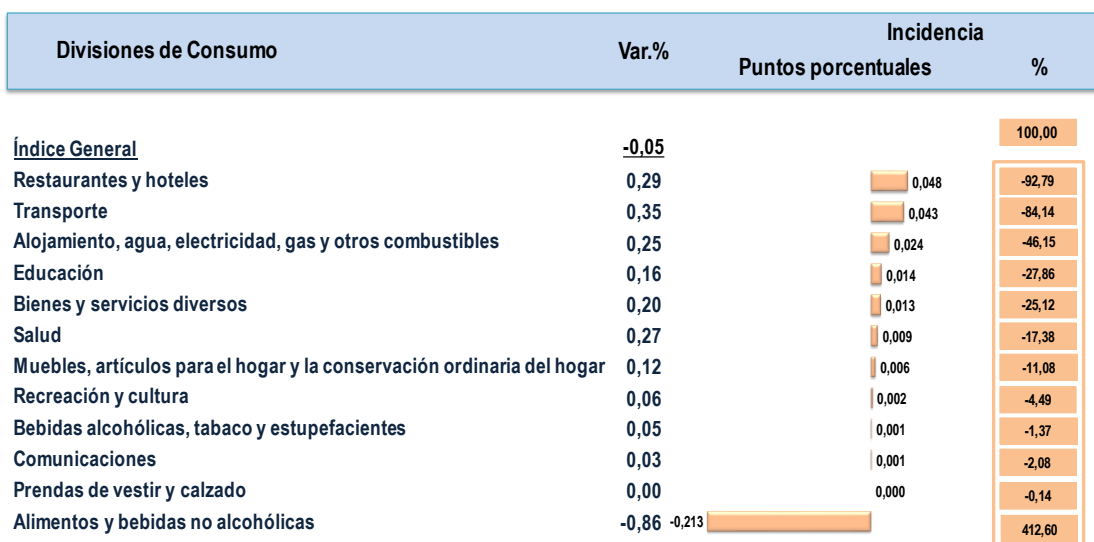 Divisiones de Consumo Var.% Incidencia
Puntos porcentuales %
100,00
Índice General -0,05
Restaurantes y hoteles 0,29 0,048 -92,79
Transporte 0,35 0,043 -84,14
Alojamiento, agua, electricidad, gas y otros combustibles 0,25 0,024 -46,15
Educación 0,16 0,014 -27,86
Bienes y servicios diversos 0,20 0,013 -25,12
Salud 0,27 0,009 -17,38
Muebles, artículos para el hogar y la conservación ordinaria del hogar 0,12 0,006 -11,08
Recreación y cultura 0,06 0,002 -4,49
Bebidas alcohólicas, tabaco y estupefacientes 0,05 0,001 -1,37
Comunicaciones 0,03 0,001 -2,08
Prendas de vestir y calzado 0,00 0,000 -0,14
Alimentos y bebidas no alcohólicas -0,86 -0,213 412,60